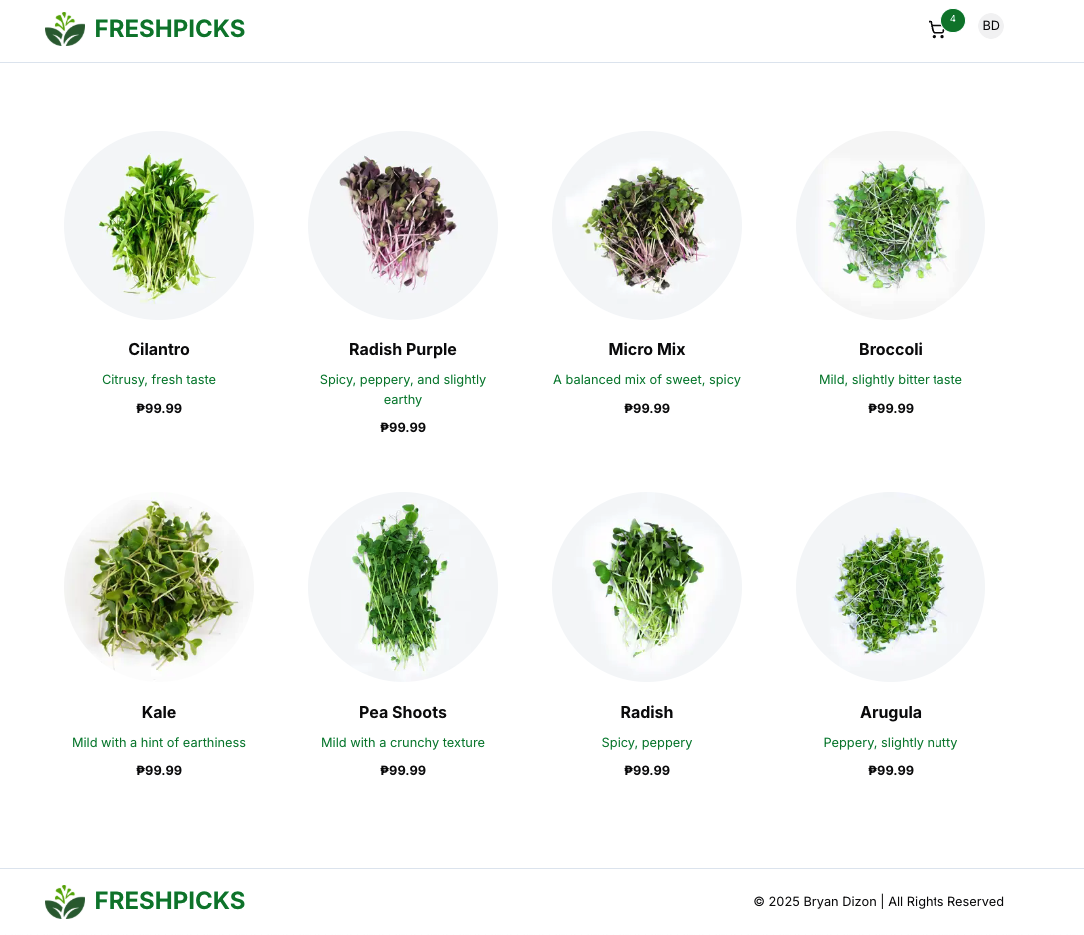 FRESHPICKS
4
BD
Cilantro
Citrusy, fresh taste
₱99.99
Radish Purple
Spicy, peppery, and slightly
earthy
₱99.99
Micro Mix
A balanced mix of sweet, spicy
₱99.99
Broccoli
Mild, slightly bitter taste
₱99.99
Kale
Mild with a hint of earthiness
₱99.99
Pea Shoots
Mild with a crunchy texture
₱99.99
Radish
Spicy, peppery
₱99.99
Arugula
Peppery, slightly nutty
₱99.99
FRESHPICKS
© 2025 Bryan Dizon | All Rights Reserved